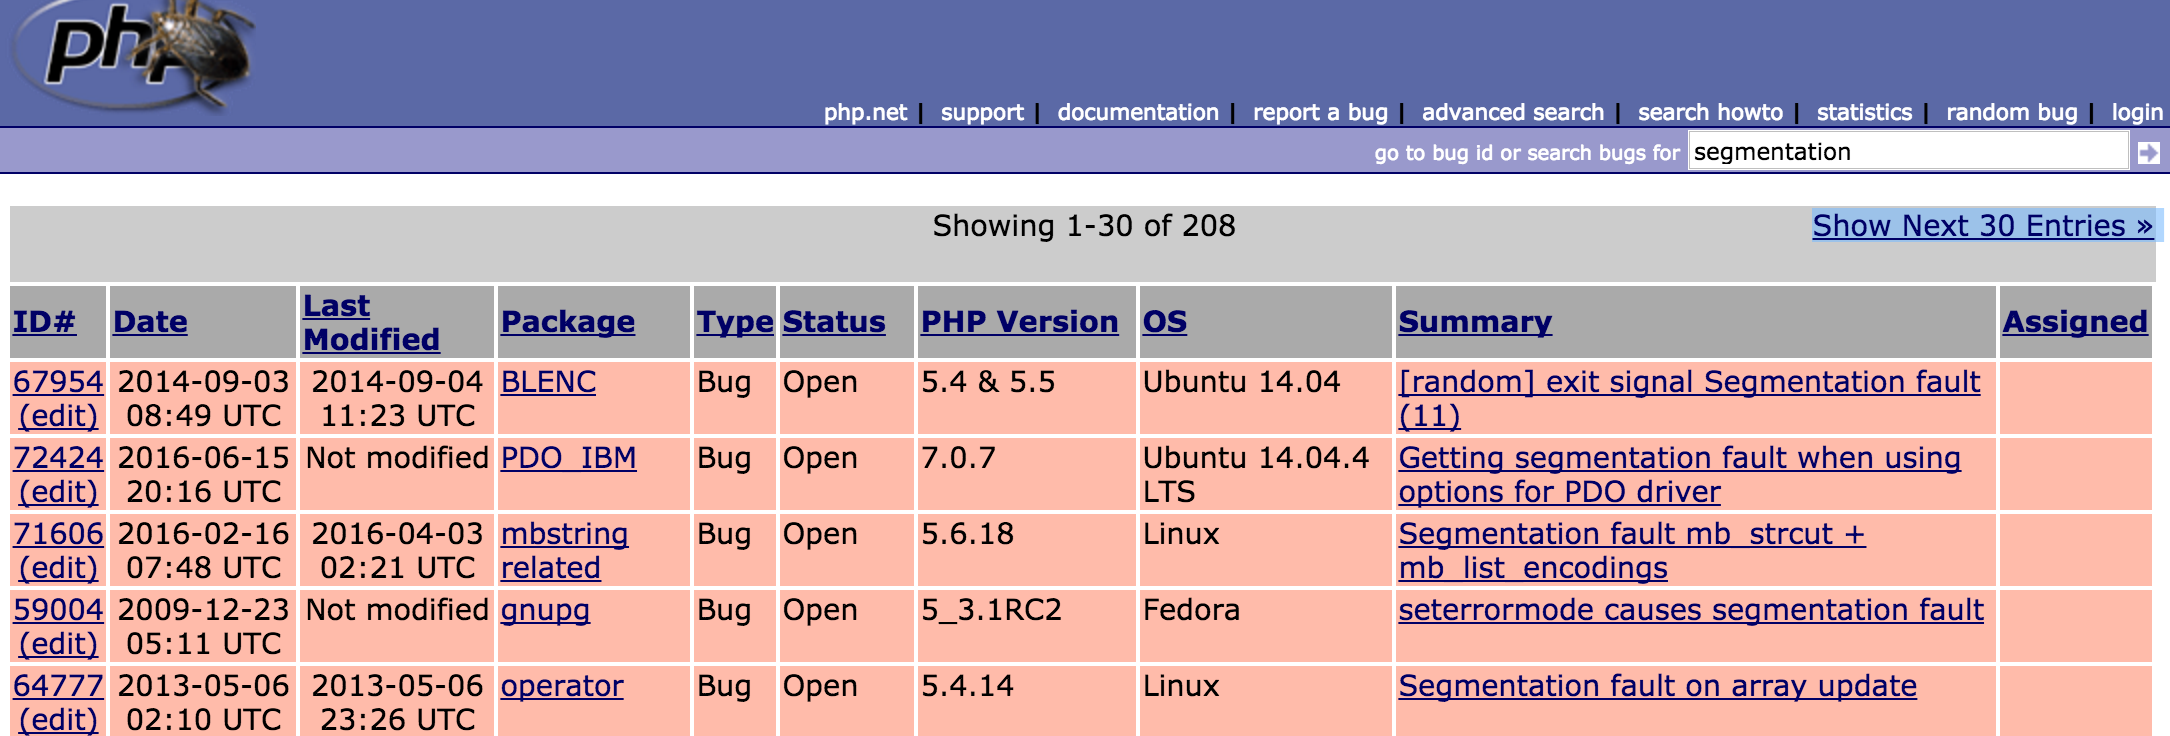 php
php.net | support | documentation | report a bug | advanced search | search howto | statistics | random bug | login
go to bug id or search bugs for segmentation
Showing 1-30 of 208 Show Next 30 Entries »
ID# Date Last Modified Package Type Status PHP Version OS Summary Assigned
67954 2014-09-03 2014-09-04 BLENC Bug Open 5.4 & 5.5 Ubuntu 14.04 [random] exit signal Segmentation fault
(edit) 08:49 UTC 11:23 UTC (11)
72424 2016-06-15 Not modified PDO_IBM Bug Open 7.0.7 Ubuntu 14.04.4 Getting segmentation fault when using
(edit) 20:16 UTC LTS options for PDO driver
71606 2016-02-16 2016-04-03 mbstring Bug Open 5.6.18 Linux Segmentation fault mb_strcut +
(edit) 07:48 UTC 02:21 UTC related mb_list_encodings
59004 2009-12-23 Not modified gnupg Bug Open 5_3.1RC2 Fedora seterrormode causes segmentation fault
(edit) 05:11 UTC
64777 2013-05-06 2013-05-06 operator Bug Open 5.4.14 Linux Segmentation fault on array update
(edit) 02:10 UTC 23:26 UTC